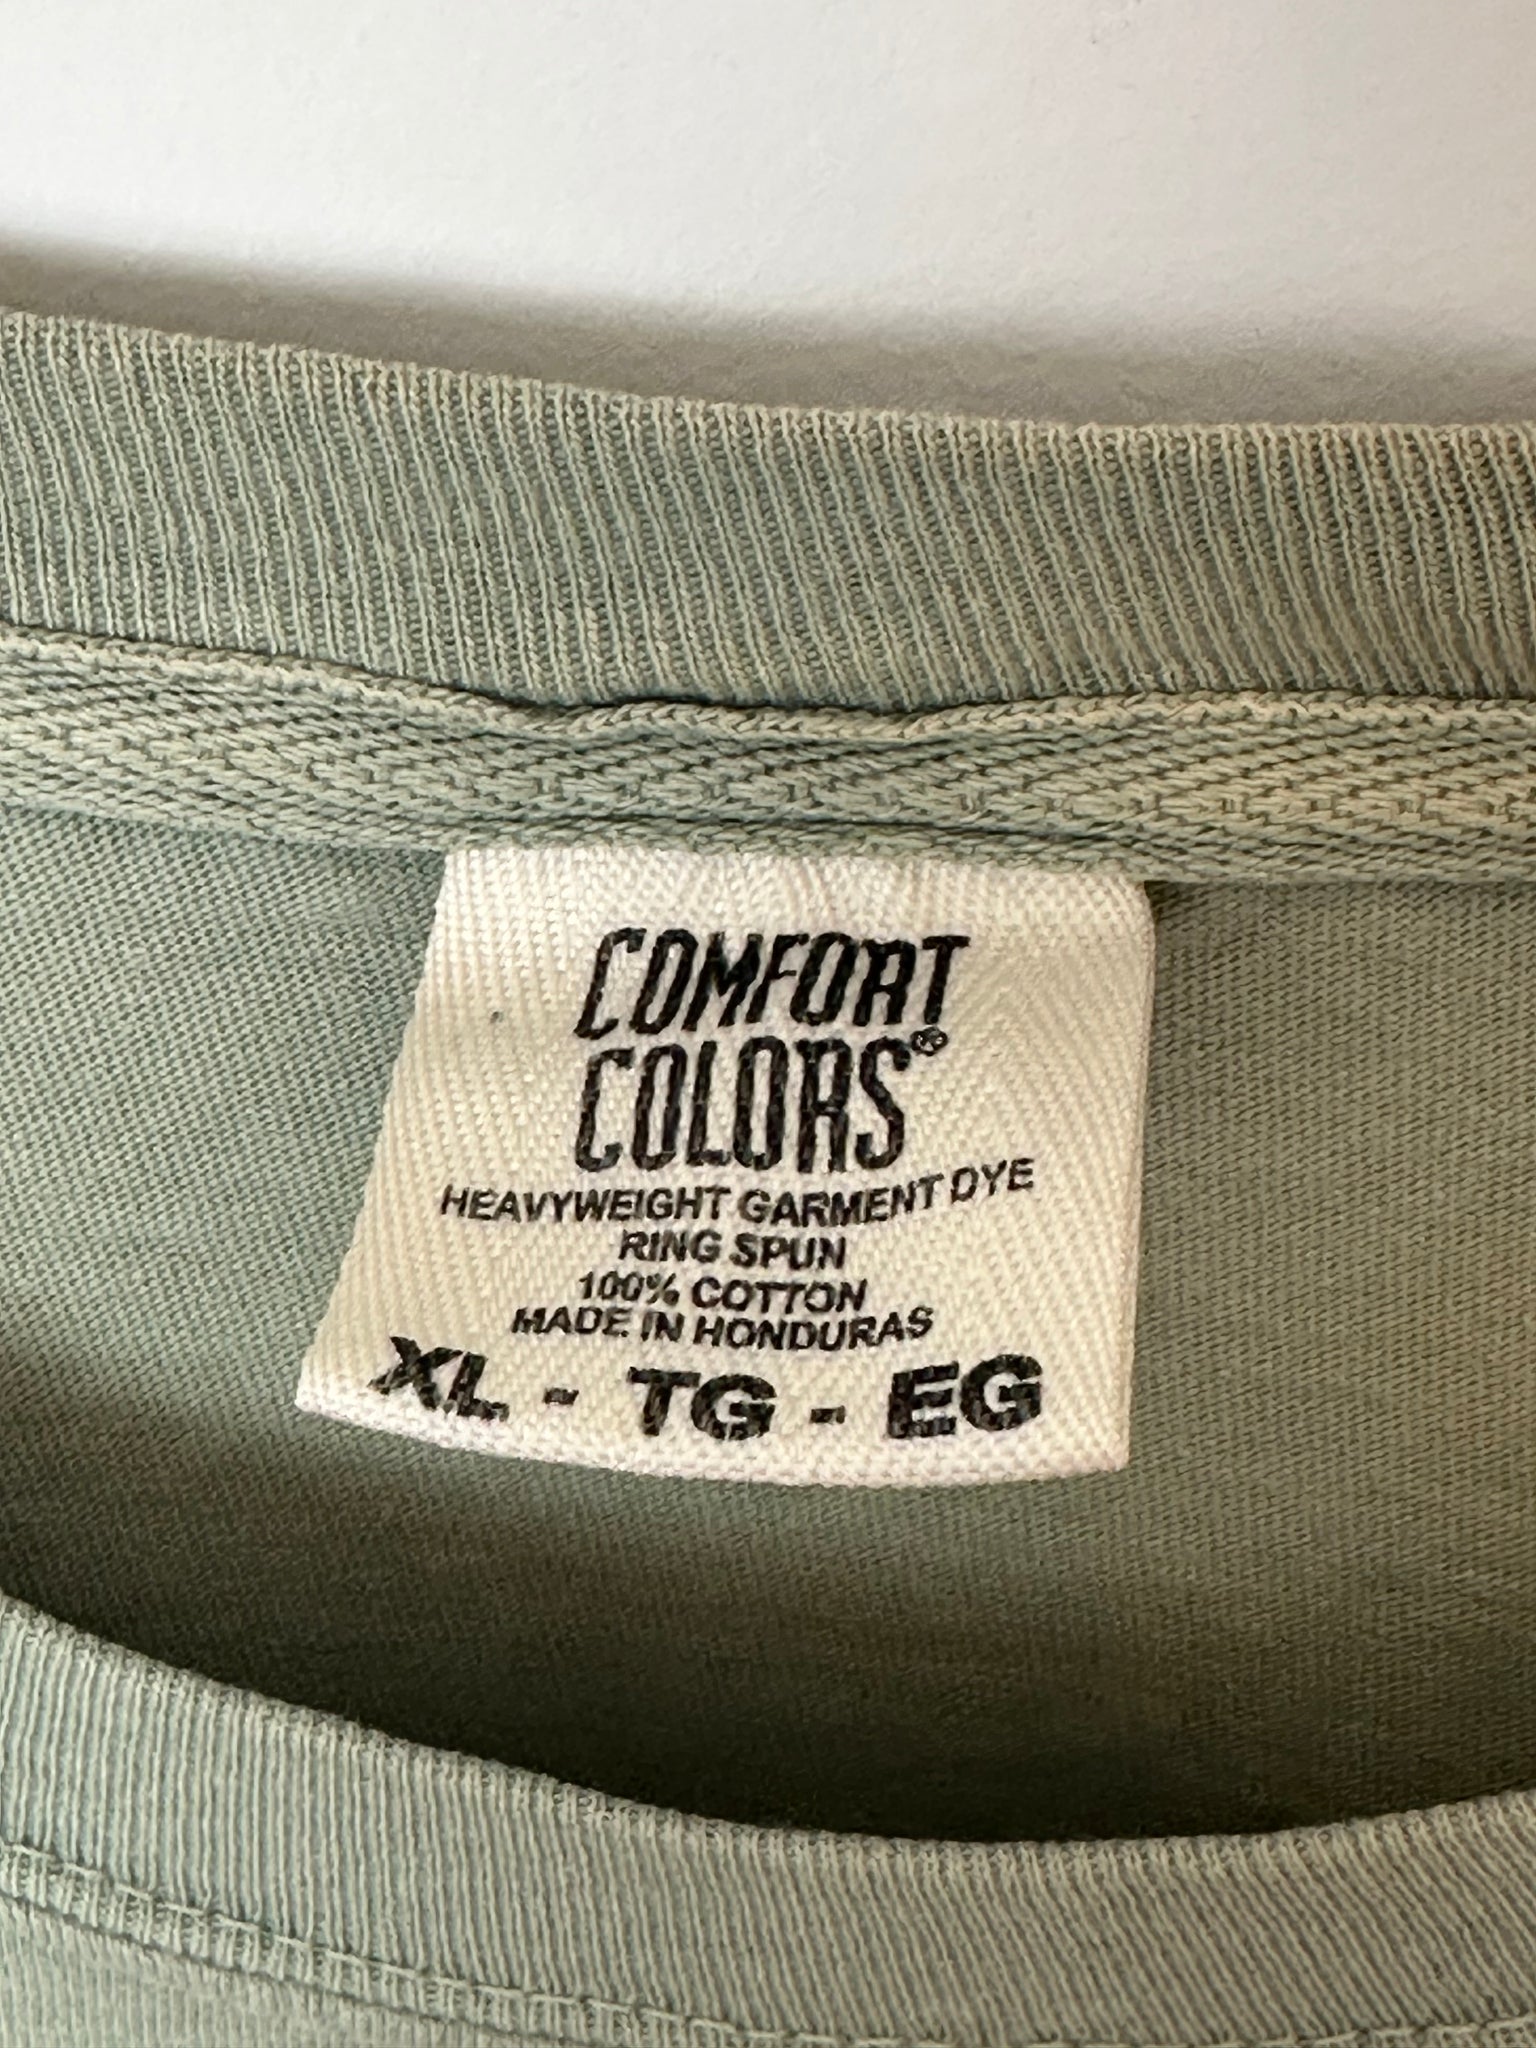 COMFORT
COLORS®
HEAVYWEIGHT GARMENT DYE
RING SPUN
100% COTTON
MADE IN HONDURAS
XL - TG - EG